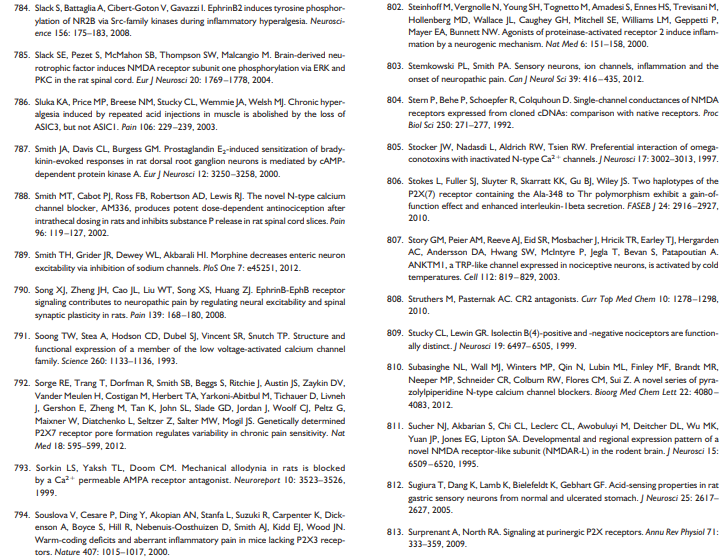 784. Slack S, Battaglia A, Cibert-Goton V, Gavazzi I. EphrinB2 induces tyrosine phosphor-
ylation of NR2B via Src-family kinases during inflammatory hyperalgesia. Neurosci-
ence 156: 175–183, 2008.
785. Slack SE, Pezet S, McMahon SB, Thompson SW, Malcangio M. Brain-derived neu-
rotrophic factor induces NMDA receptor subunit one phosphorylation via ERK and
PKC in the rat spinal cord. Eur J Neurosci 20: 1769–1778, 2004.
786. Sluka KA, Price MP, Breese NM, Stucky CL, Wemmie JA, Welsh MJ. Chronic hyper-
algesia induced by repeated acid injections in muscle is abolished by the loss of
ASIC3, but not ASIC1. Pain 106: 229–239, 2003.
787. Smith JA, Davis CL, Burgess GM. Prostaglandin E2-induced sensitization of brady-
kinin-evoked responses in rat dorsal root ganglion neurons is mediated by cAMP-
dependent protein kinase A. Eur J Neurosci 12: 3250–3258, 2000.
788. Smith MT, Cabot PJ, Ross FB, Robertson AD, Lewis RJ. The novel N-type calcium
channel blocker, AM336, produces potent dose-dependent antinociception after
intrathecal dosing in rats and inhibits substance P release in rat spinal cord slices. Pain
96: 119–127, 2002.
789. Smith TH, Grider JR, Dewey WL, Akbarali HI. Morphine decreases enteric neuron
excitability via inhibition of sodium channels. PloS One 7: e45251, 2012.
790. Song XJ, Zheng JH, Cao JL, Liu WT, Song XS, Huang ZJ. EphrinB-EphB receptor
signaling contributes to neuropathic pain by regulating neural excitability and spinal
synaptic plasticity in rats. Pain 139: 168–180, 2008.
791. Soong TW, Stea A, Hodson CD, Dubel SJ, Vincent SR, Snutch TP. Structure and
functional expression of a member of the low voltage-activated calcium channel
family. Science 260: 1133–1136, 1993.
792. Sorge RE, Trang T, Dorfman R, Smith SB, Beggs S, Ritchie J, Austin JS, Zaykin DV,
Vander Meulen H, Costigan M, Herbert TA, Yarkoni-Abitbul M, Tichauer D, Livneh
J, Gershon E, Zheng M, Tan K, John SL, Slade GD, Jordan J, Woolf CJ, Peltz G,
Maixner W, Diatchenko L, Seltzer Z, Salter MW, Mogil JS. Genetically determined
P2X7 receptor pore formation regulates variability in chronic pain sensitivity. Nat
Med 18: 595–599, 2012.
793. Sorkin LS, Yaksh TL, Doom CM. Mechanical allodynia in rats is blocked
by a Ca2+ permeable AMPA receptor antagonist. Neuroreport 10: 3523–3526,
1999.
794. Souslova V, Cesare P, Ding Y, Akopian AN, Stanfa L, Suzuki R, Carpenter K, Dick-
enson A, Boyce S, Hill R, Nebenuis-Oosthuizen D, Smith AJ, Kidd EJ, Wood JN.
Warm-coding deficits and aberrant inflammatory pain in mice lacking P2X3 recep-
tors. Nature 407: 1015–1017, 2000.
802. Steinhoff M, Vergnolle N, Young SH, Tognetto M, Amadesi S, Ennes HS, Trevisani M,
Hollenberg MD, Wallace JL, Caughey GH, Mitchell SE, Williams LM, Geppetti P,
Mayer EA, Bunnett NW. Agonists of proteinase-activated receptor 2 induce inflam-
mation by a neurogenic mechanism. Nat Med 6: 151–158, 2000.
803. Stemkowski PL, Smith PA. Sensory neurons, ion channels, inflammation and the
onset of neuropathic pain. Can J Neurol Sci 39: 416–435, 2012.
804. Stern P, Behe P, Schoepfer R, Colquhoun D. Single-channel conductances of NMDA
receptors expressed from cloned cDNAs: comparison with native receptors. Proc
Biol Sci 250: 271–277, 1992.
805. Stocker JW, Nadasdi L, Aldrich RW, Tsien RW. Preferential interaction of omega-
conotoxins with inactivated N-type Ca2+ channels. J Neurosci 17: 3002–3013, 1997.
806. Stokes L, Fuller SJ, Sluyter R, Skarratt KK, Gu BJ, Wiley JS. Two haplotypes of the
P2X(7) receptor containing the Ala-348 to Thr polymorphism exhibit a gain-of-
function effect and enhanced interleukin-1beta secretion. FASEB J 24: 2916–2927,
2010.
807. Story GM, Peier AM, Reeve AJ, Eid SR, Mosbacher J, Hricik TR, Earley TJ, Hergarden
AC, Andersson DA, Hwang SW, McIntyre P, Jegla T, Bevan S, Patapoutian A.
ANKTM1, a TRP-like channel expressed in nociceptive neurons, is activated by cold
temperatures. Cell 112: 819–829, 2003.
808. Struthers M, Pasternak AC. CR2 antagonists. Curr Top Med Chem 10: 1278–1298,
2010.
809. Stucky CL, Lewin GR. Isolectin B(4)-positive and -negative nociceptors are function-
ally distinct. J Neurosci 19: 6497–6505, 1999.
810. Subasinghe NL, Wall MJ, Winters MP, Qin N, Lubin ML, Finley MF, Brandt MR,
Neeper MP, Schneider CR, Colburn RW, Flores CM, Sui Z. A novel series of pyra-
zolylpiperidine N-type calcium channel blockers. Bioorg Med Chem Lett 22: 4080–
4083, 2012.
811. Sucher NJ, Akbarian S, Chi CL, Leclerc CL, Awobuluyi M, Deitcher DL, Wu MK,
Yuan JP, Jones EG, Lipton SA. Developmental and regional expression pattern of a
novel NMDA receptor-like subunit (NMDAR-L) in the rodent brain. J Neurosci 15:
6509–6520, 1995.
812. Sugiura T, Dang K, Lamb K, Bielefeldt K, Gebhart GF. Acid-sensing properties in rat
gastric sensory neurons from normal and ulcerated stomach. J Neurosci 25: 2617–
2627, 2005.
813. Surprenant A, North RA. Signaling at purinergic P2X receptors. Annu Rev Physiol 71:
333–359, 2009.